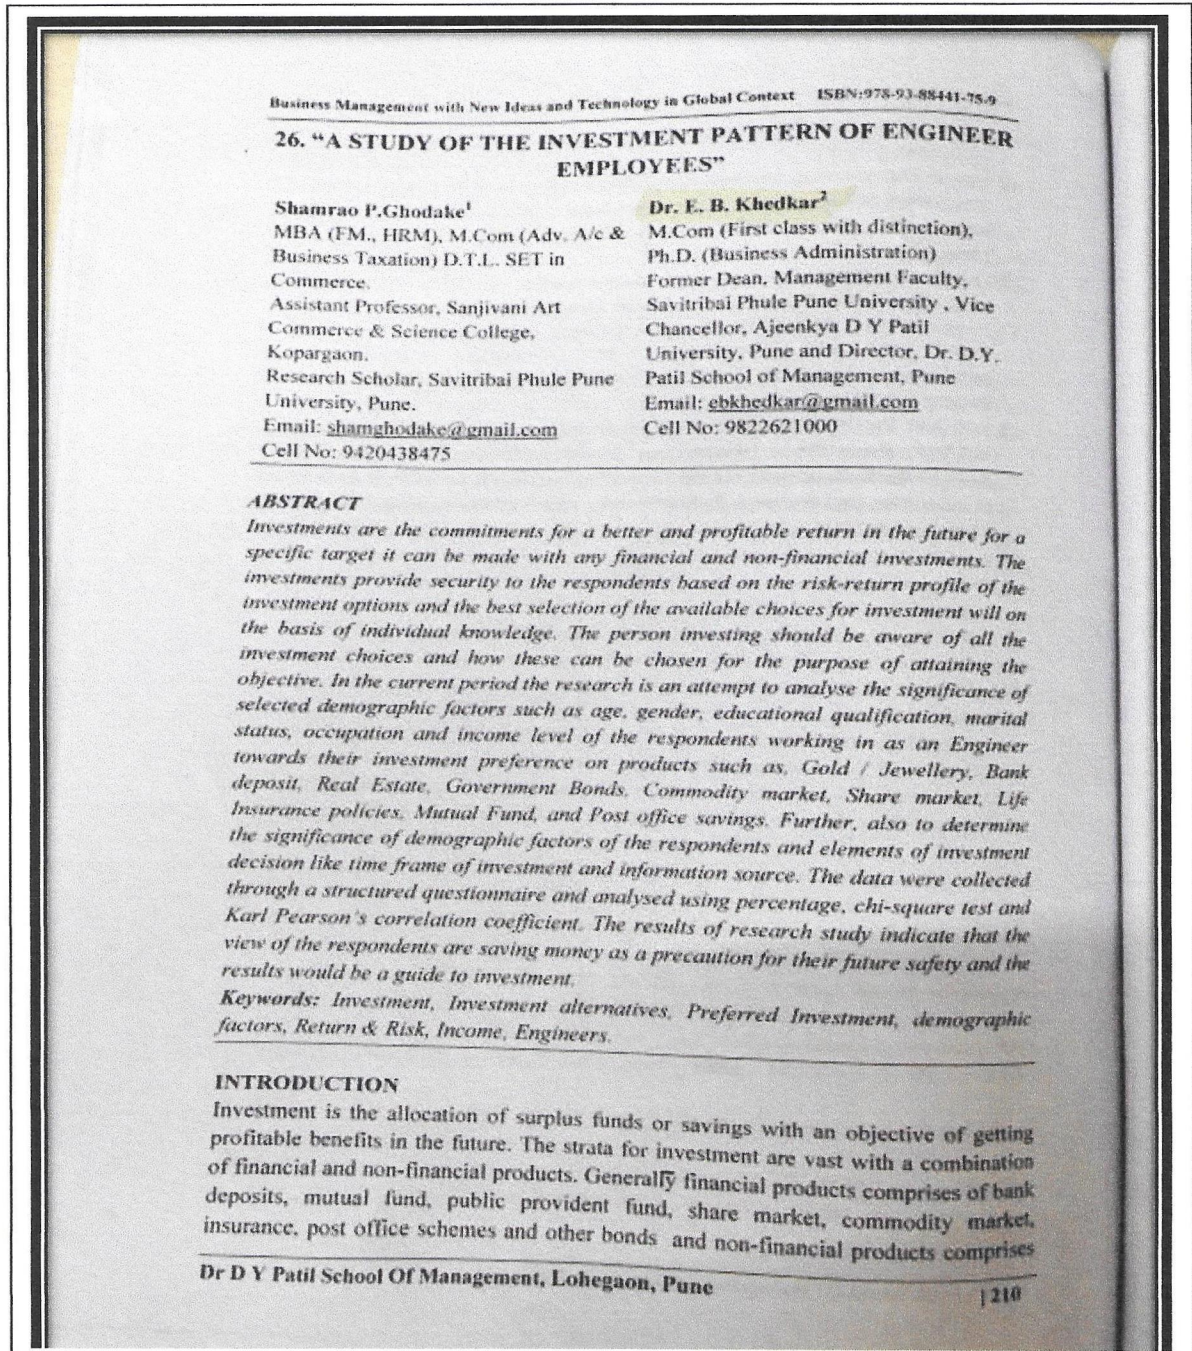 Business Management with New Ideas and Technology in Global Context ISBN:978-93-88441-75-9
26. “A STUDY OF THE INVESTMENT PATTERN OF ENGINEER
EMPLOYEES”
Shamrao P.Ghodake¹
MBA (FM., HRM), M.Com (Adv. A/c &
Business Taxation) D.T.L. SET in
Commerce.
Assistant Professor, Sanjivani Art
Commerce & Science College,
Kopargaon.
Research Scholar, Savitribai Phule Pune
University, Pune.
Email: shamghodake@gmail.com
Cell No: 9420438475
Dr. E. B. Khedkar²
M.Com (First class with distinction),
Ph.D. (Business Administration)
Former Dean, Management Faculty,
Savitribai Phule Pune University , Vice
Chancellor, Ajeenkya D Y Patil
University, Pune and Director, Dr. D.Y.
Patil School of Management, Pune
Email: ebkhedkar@gmail.com
Cell No: 9822621000
ABSTRACT
Investments are the commitments for a better and profitable return in the future for a
specific target it can be made with any financial and non-financial investments. The
investments provide security to the respondents based on the risk-return profile of the
investment options and the best selection of the available choices for investment will on
the basis of individual knowledge. The person investing should be aware of all the
investment choices and how these can be chosen for the purpose of attaining the
objective. In the current period the research is an attempt to analyse the significance of
selected demographic factors such as age, gender, educational qualification, marital
status, occupation and income level of the respondents working in as an Engineer
towards their investment preference on products such as, Gold / Jewellery, Bank
deposit, Real Estate, Government Bonds, Commodity market, Share market, Life
Insurance policies, Mutual Fund, and Post office savings. Further, also to determine
the significance of demographic factors of the respondents and elements of investment
decision like time frame of investment and information source. The data were collected
through a structured questionnaire and analysed using percentage, chi-square test and
Karl Pearson's correlation coefficient. The results of research study indicate that the
view of the respondents are saving money as a precaution for their future safety and the
results would be a guide to investment.
Keywords: Investment, Investment alternatives, Preferred Investment, demographic
factors, Return & Risk, Income, Engineers.
INTRODUCTION
Investment is the allocation of surplus funds or savings with an objective of getting
profitable benefits in the future. The strata for investment are vast with a combination
of financial and non-financial products. Generally financial products comprises of bank
deposits, mutual fund, public provident fund, share market, commodity market,
insurance, post office schemes and other bonds and non-financial products comprises
Dr D Y Patil School Of Management, Lohegaon, Pune
|210